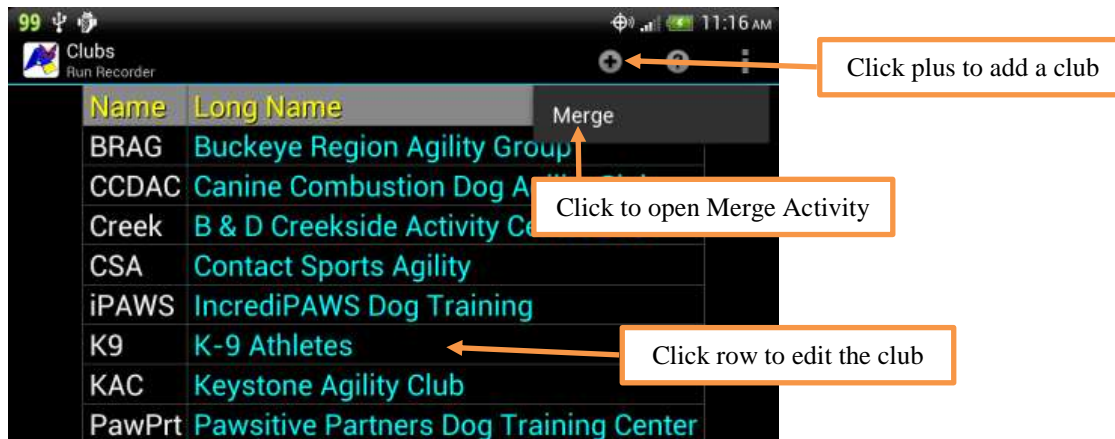 99 11:16 AM
Clubs
Run Recorder
Click plus to add a club
Name Long Name
Merge
BRAG Buckeye Region Agility Group
CCDAC Canine Combustion Dog
Click to open Merge Activity
Creek B & D Creekside Activity
CSA Contact Sports Agility
iPAWS IncrediPAWS Dog Training
K9 K-9 Athletes
Click row to edit the club
KAC Keystone Agility Club
PawPrt Pawsitive Partners Dog Training Center